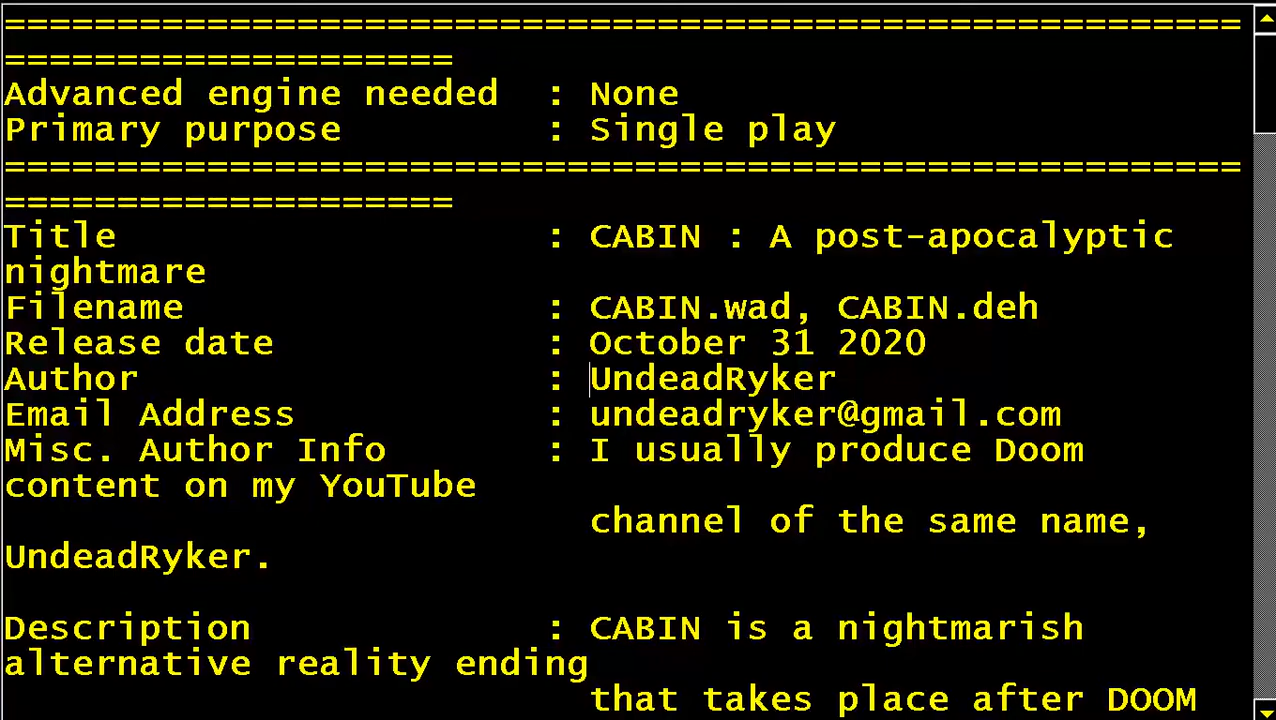 =======================================================
====================
Advanced engine needed  : None
Primary purpose         : Single play
=======================================================
====================
Title                   : CABIN : A post-apocalyptic
nightmare
Filename                : CABIN.wad, CABIN.deh
Release date            : October 31 2020
Author                  : UndeadRyker
Email Address           : undeadryker@gmail.com
Misc. Author Info       : I usually produce Doom
content on my YouTube
                          channel of the same name,
UndeadRyker.
Description             : CABIN is a nightmarish
alternative reality ending
                          that takes place after DOOM